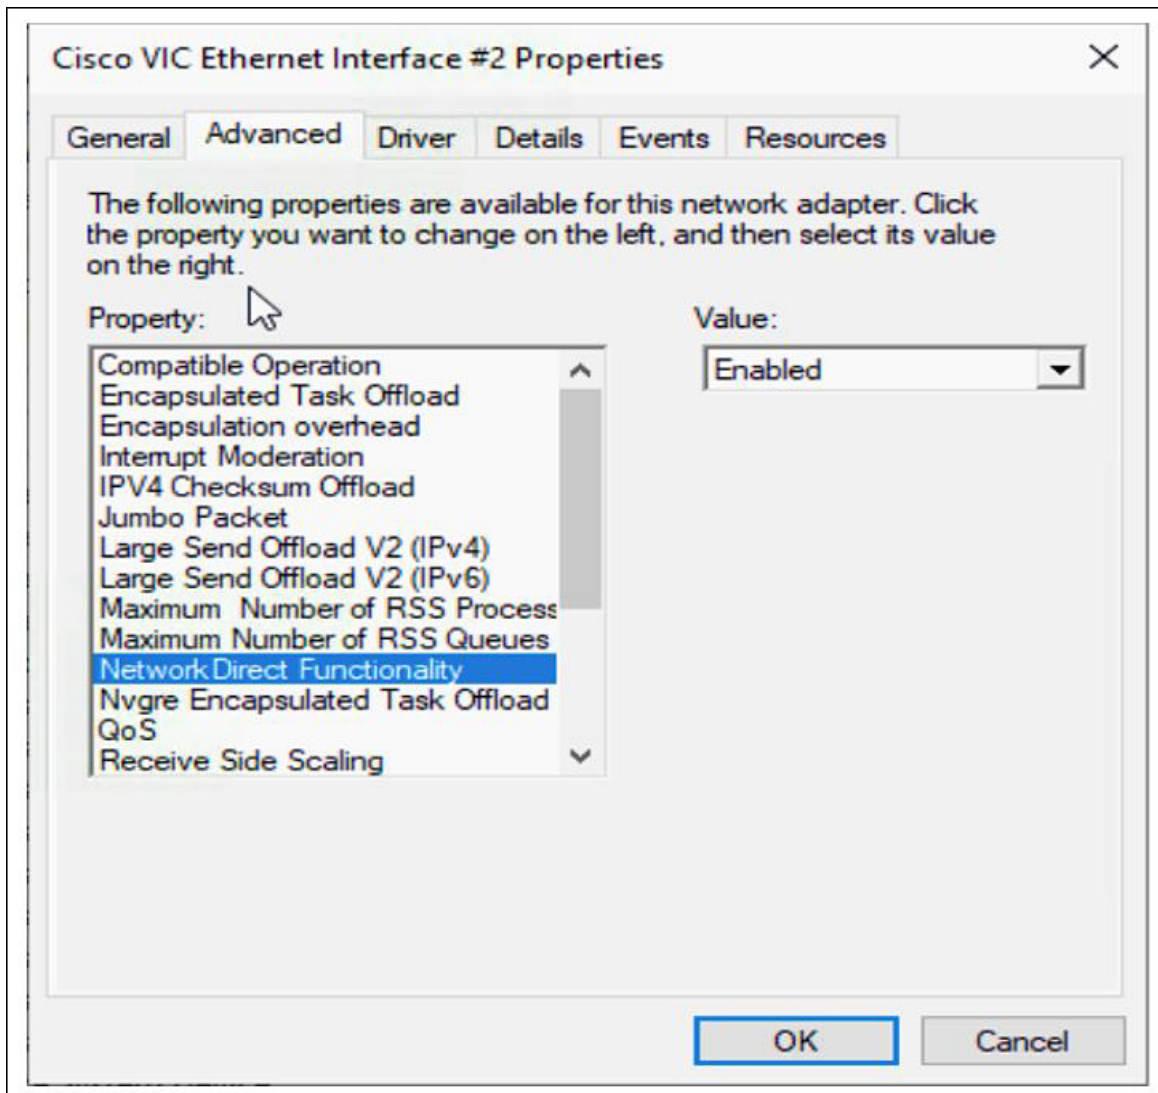 Cisco VIC Ethernet Interface #2 Properties
General Advanced Driver Details Events Resources
The following properties are available for this network adapter. Click
the property you want to change on the left, and then select its value
on the right.
Property:
Value:
Compatible Operation
Encapsulated Task Offload
Encapsulation overhead
Interrupt Moderation
IPV4 Checksum Offload
Jumbo Packet
Large Send Offload V2 (IPv4)
Large Send Offload V2 (IPv6)
Maximum Number of RSS Process
Maximum Number of RSS Queues
NetworkDirect Functionality
Nvgre Encapsulated Task Offload
QoS
Receive Side Scaling
Enabled
OK Cancel